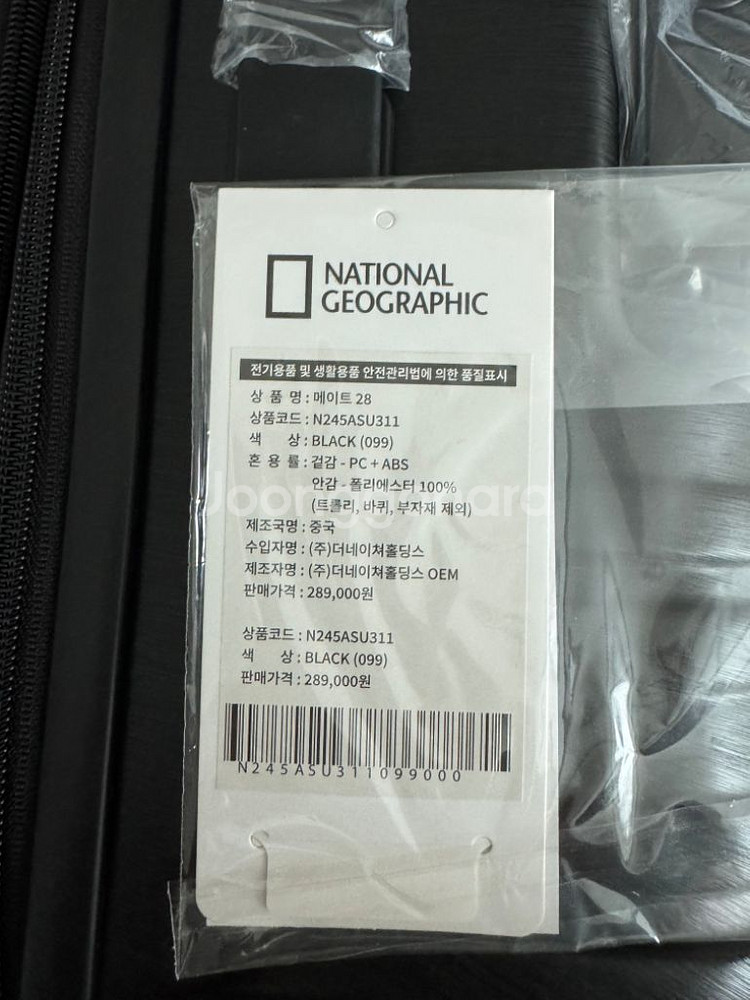 NATIONAL
GEOGRAPHIC
전기용품 및 생활용품 안전관리법에 의한 품질표시
상 품 명 : 메이트 28
상품코드 : N245ASU311
색 상 : BLACK (099)
혼 용 률 : 겉감 - PC + ABS
안감 - 폴리에스터 100%
(트롤리, 바퀴, 부자재 제외)
Joonggonara
제조국명 : 중국
수입자명 : (주)더네이쳐홀딩스
제조자명 : (주)더네이쳐홀딩스 OEM
판매가격 : 289,000원
상품코드 : N245ASU311
색 상 : BLACK (099)
판매가격 : 289,000원
N245ASU311099000